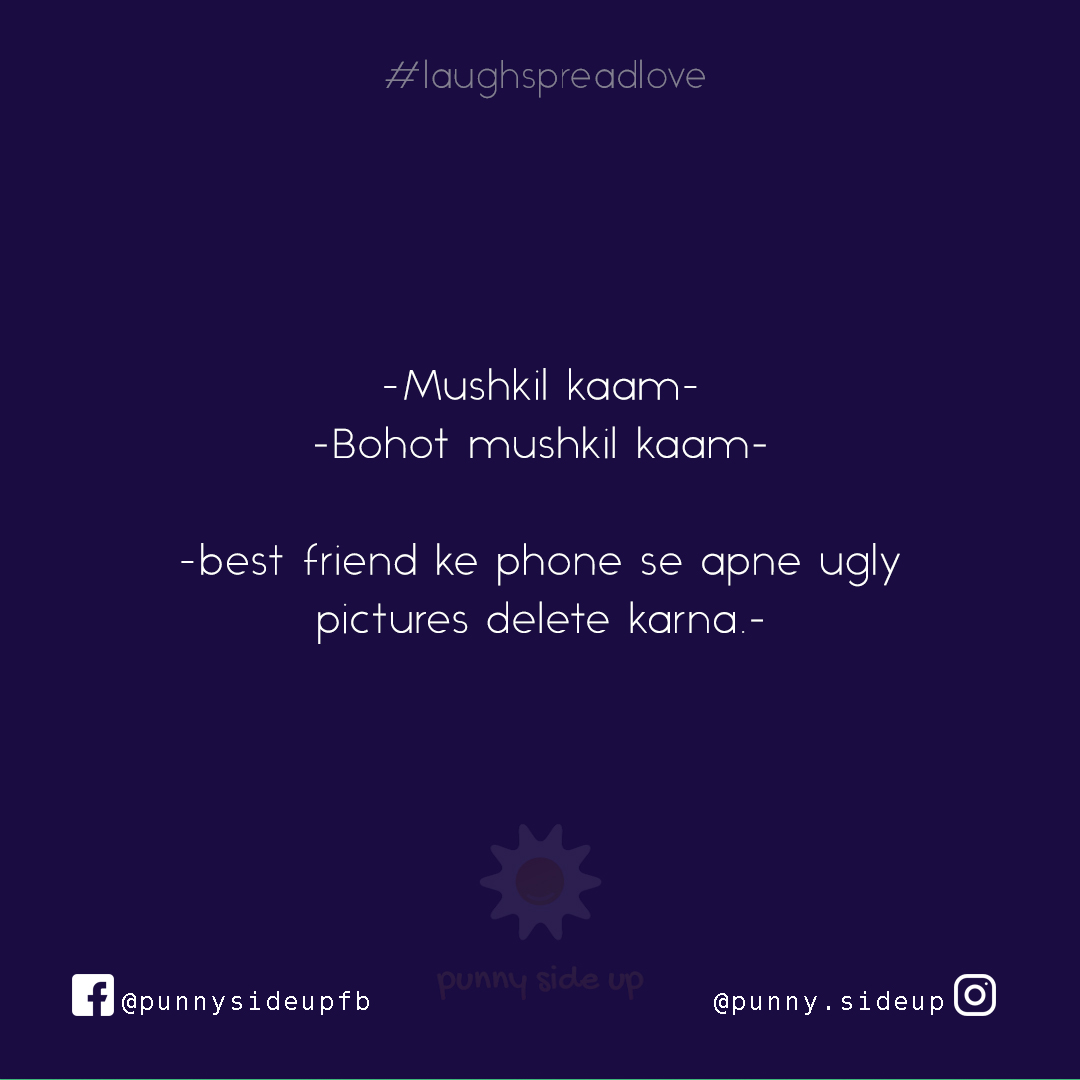 #laughspreadlove
-Mushkil kaam-
-Bohot mushkil kaam-
-best friend ke phone se apne ugly
pictures delete karna.-
punny side up
@punnysideupfb
@punny.sideup